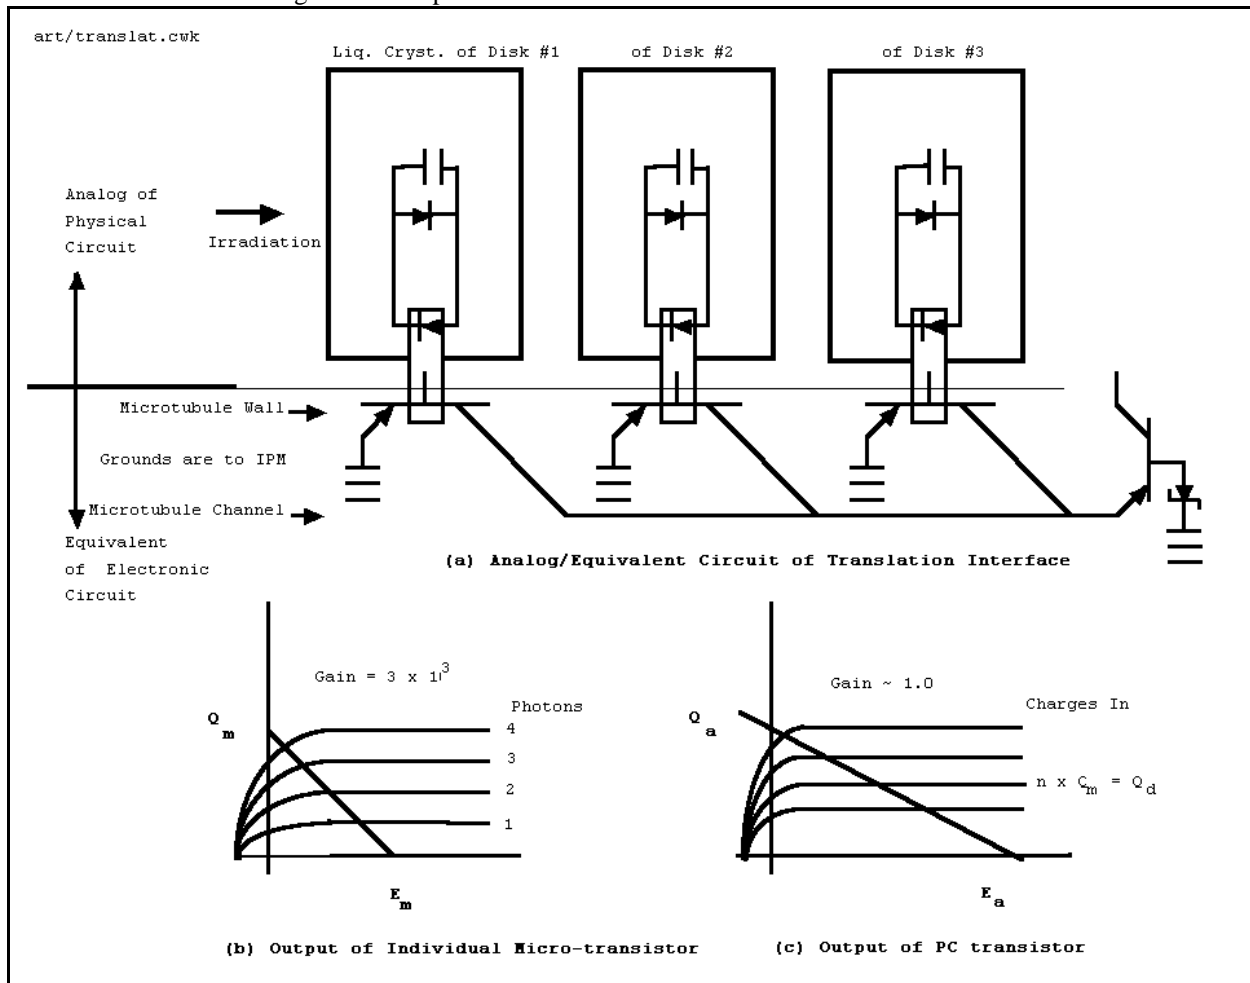 art/translat.cwk
Liq. Cryst. of Disk #1
of Disk #2
of Disk #3
Analog of
Physical
Circuit
Irradiation
Microtubule Wall
Grounds are to IPM
Microtubule Channel
Equivalent
of Electronic
Circuit
(a) Analog/Equivalent Circuit of Translation Interface
Gain = 3 x 10³
Photons
Q m
4
3
2
1
E m
(b) Output of Individual Micro-transistor
Gain ~ 1.0
Charges In
Q a
n x Q m = Q d
E a
(c) Output of PC transistor